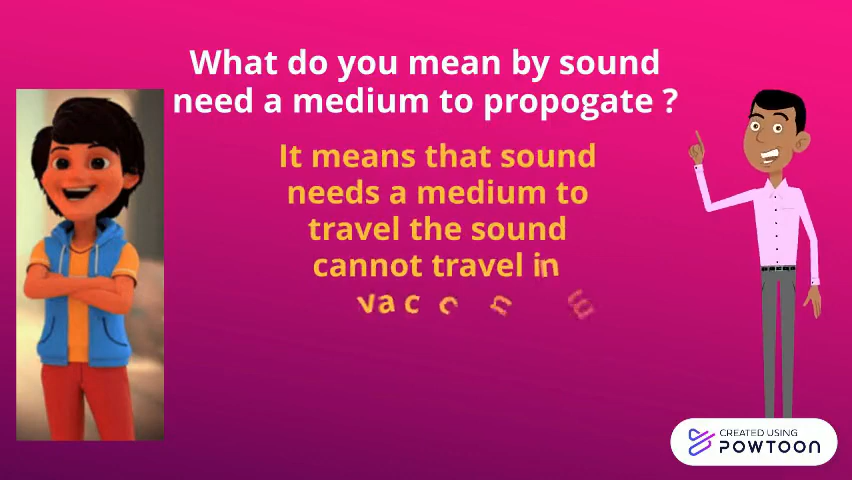 What do you mean by sound
need a medium to propogate ?
It means that sound
needs a medium to
travel the sound
cannot travel in
vaccum
CREATED USING
POWTOON